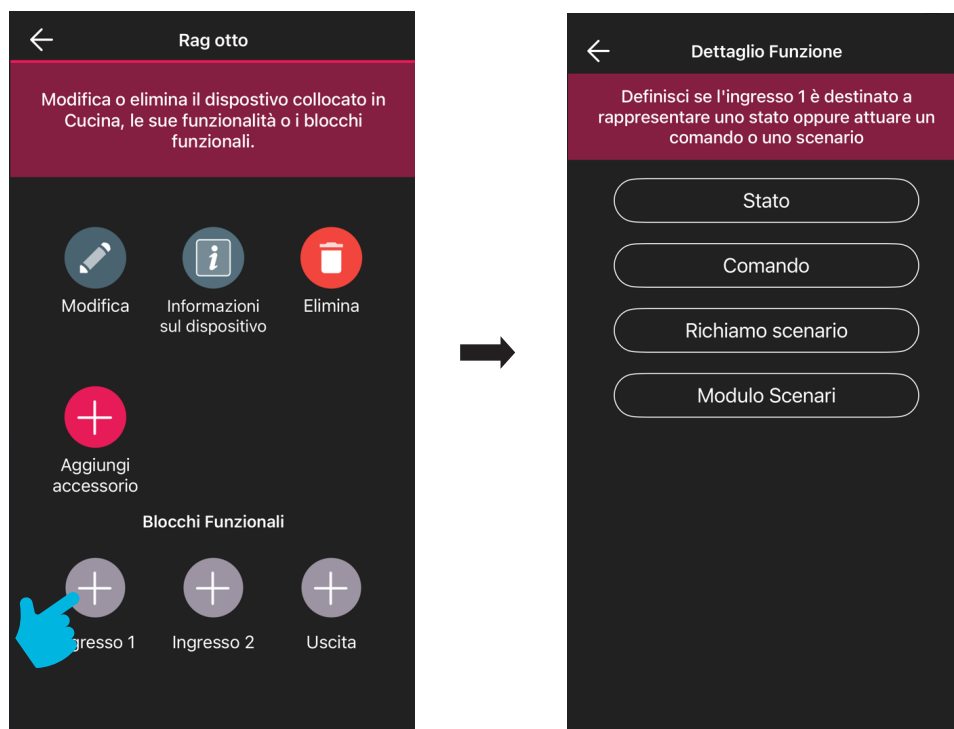 Rag otto
Modifica o elimina il dispostivo collocato in
Cucina, le sue funzionalità o i blocchi
funzionali.
Modifica
Informazioni
sul dispositivo
Elimina
Aggiungi
accessorio
Blocchi Funzionali
gresso 1
Ingresso 2
Uscita
Dettaglio Funzione
Definisci se l'ingresso 1 è destinato a
rappresentare uno stato oppure attuare un
comando o uno scenario
Stato
Comando
Richiamo scenario
Modulo Scenari